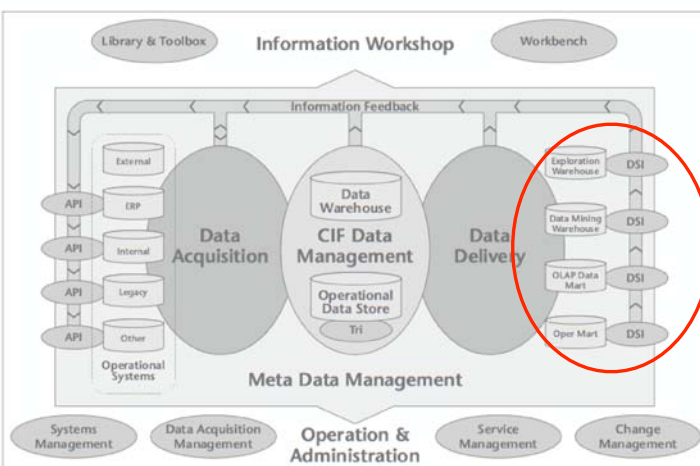 Library & Toolbox
Information Workshop
Workbench
Information Feedback
External
API
ERP
API
Internal
API
Legacy
API
Other
Operational
Systems
Data
Acquisition
Data
Warehouse
CIF Data
Management
Operational
Data Store
Tri
Data
Delivery
Exploration
Warehouse
DSI
Data Mining
Warehouse
DSI
OLAP Data
Mart
DSI
Oper Mart
DSI
Meta Data Management
Systems
Management
Data Acquisition
Management
Operation &
Administration
Service
Management
Change
Management